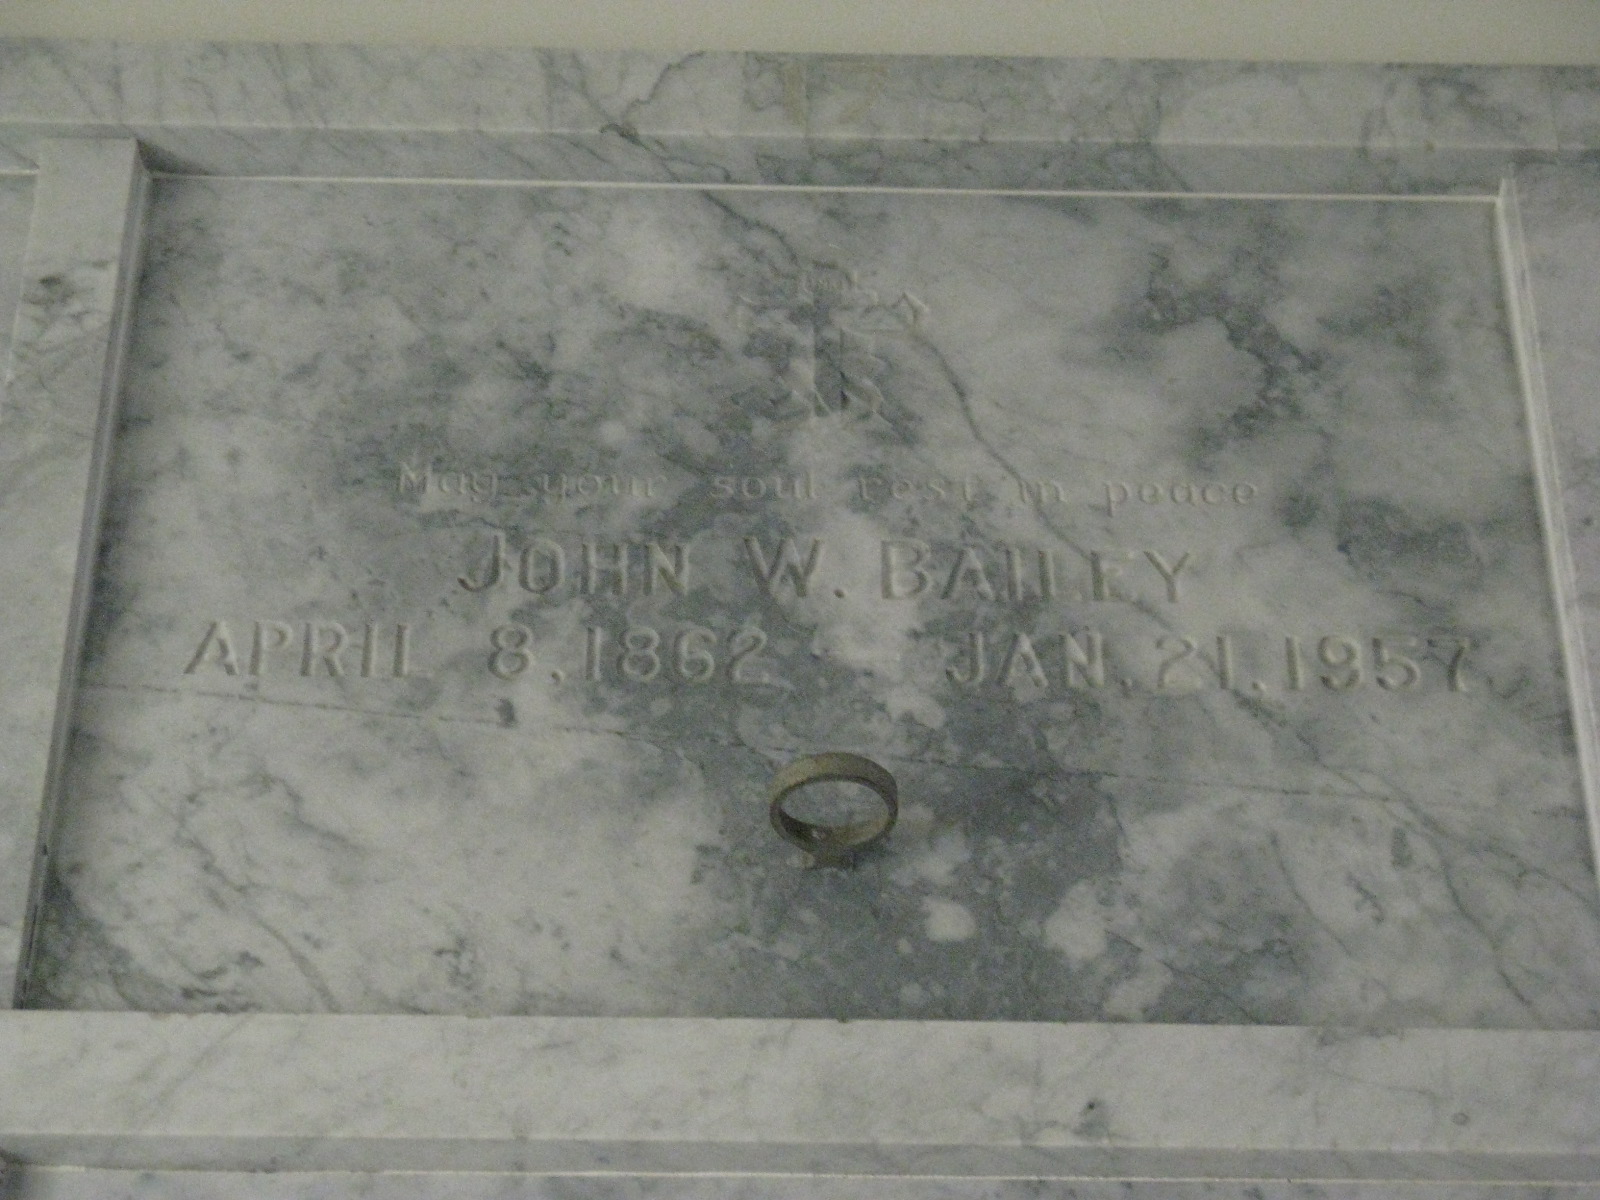 May your soul rest in peace
JOHN W. BAILEY
APRIL 8, 1862 JAN. 21, 1957